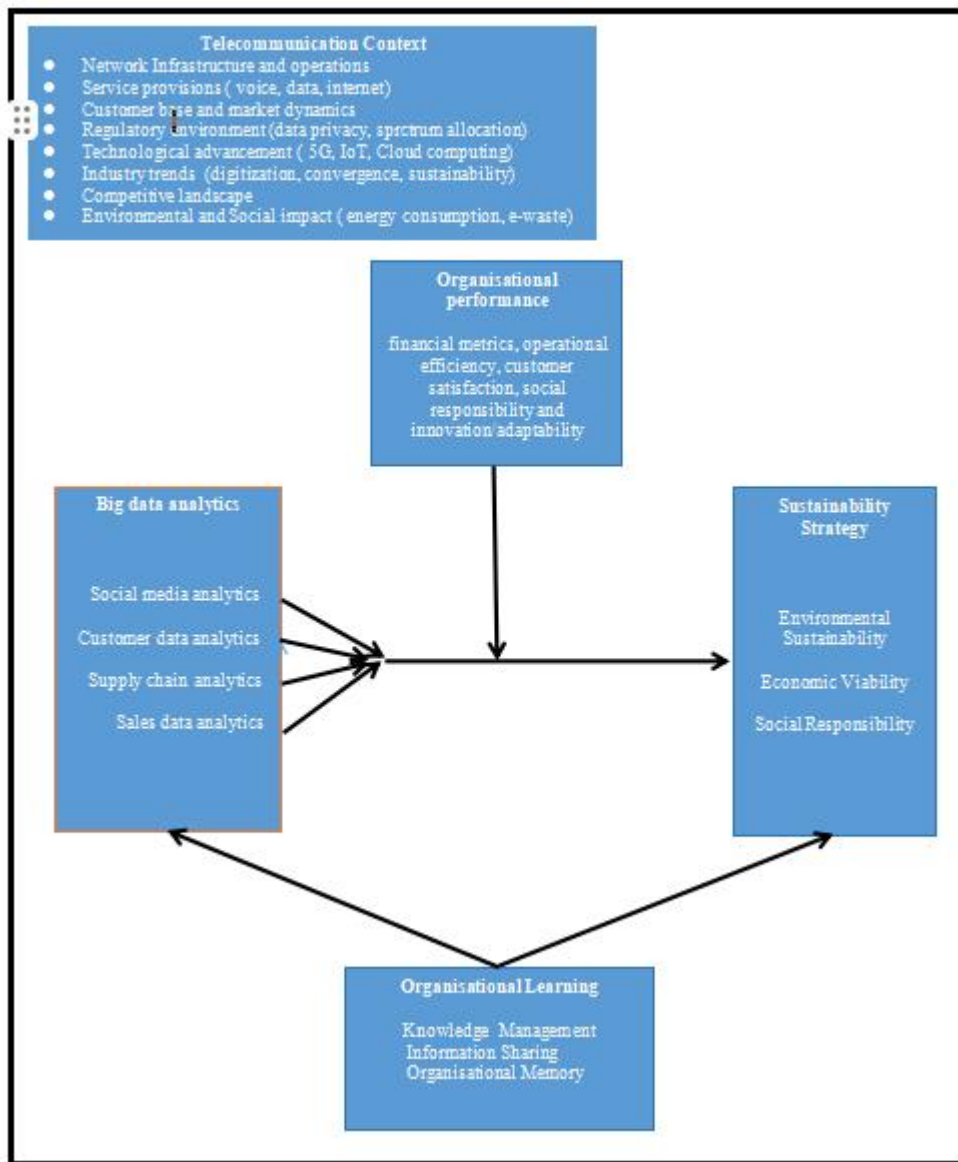 Telecommunication Context
● Network Infrastructure and operations
● Service provisions ( voice, data, internet)
● Customer base and market dynamics
● Regulatory Environment (data privacy, sprctrum allocation)
● Technological advancement ( 5G, IoT, Cloud computing)
● Industry trends (digitization, convergence, sustainability)
● Competitive landscape
● Environmental and Social impact ( energy consumption, e-waste)
Organisational
performance
financial metrics, operational
efficiency, customer
satisfaction, social
responsibility and
innovation/adaptability
Big data analytics
Social media analytics
Customer data analytics
Supply chain analytics
Sales data analytics
Sustainability
Strategy
Environmental
Sustainability
Economic Viability
Social Responsibility
Organisational Learning
Knowledge Management
Information Sharing
Organisational Memory